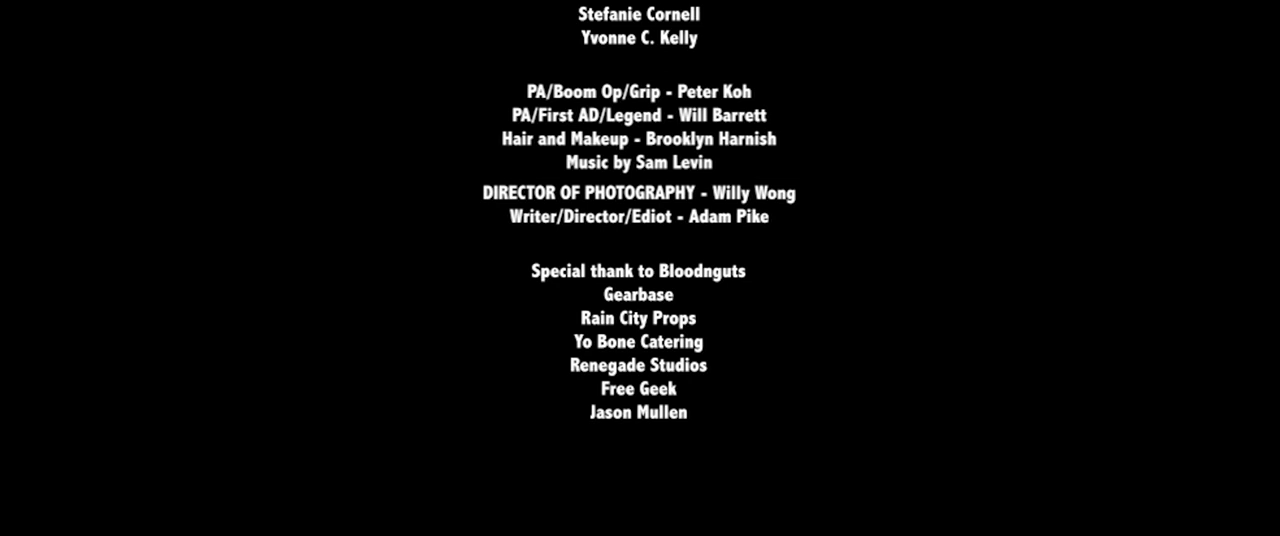 Stefanie Cornell
Yvonne C. Kelly
PA/Boom Op/Grip - Peter Koh
PA/First AD/Legend - Will Barrett
Hair and Makeup - Brooklyn Harnish
Music by Sam Levin
DIRECTOR OF PHOTOGRAPHY - Willy Wong
Writer/Director/Ediot - Adam Pike
Special thank to Bloodnguts
Gearbase
Rain City Props
Yo Bone Catering
Renegade Studios
Free Geek
Jason Mullen